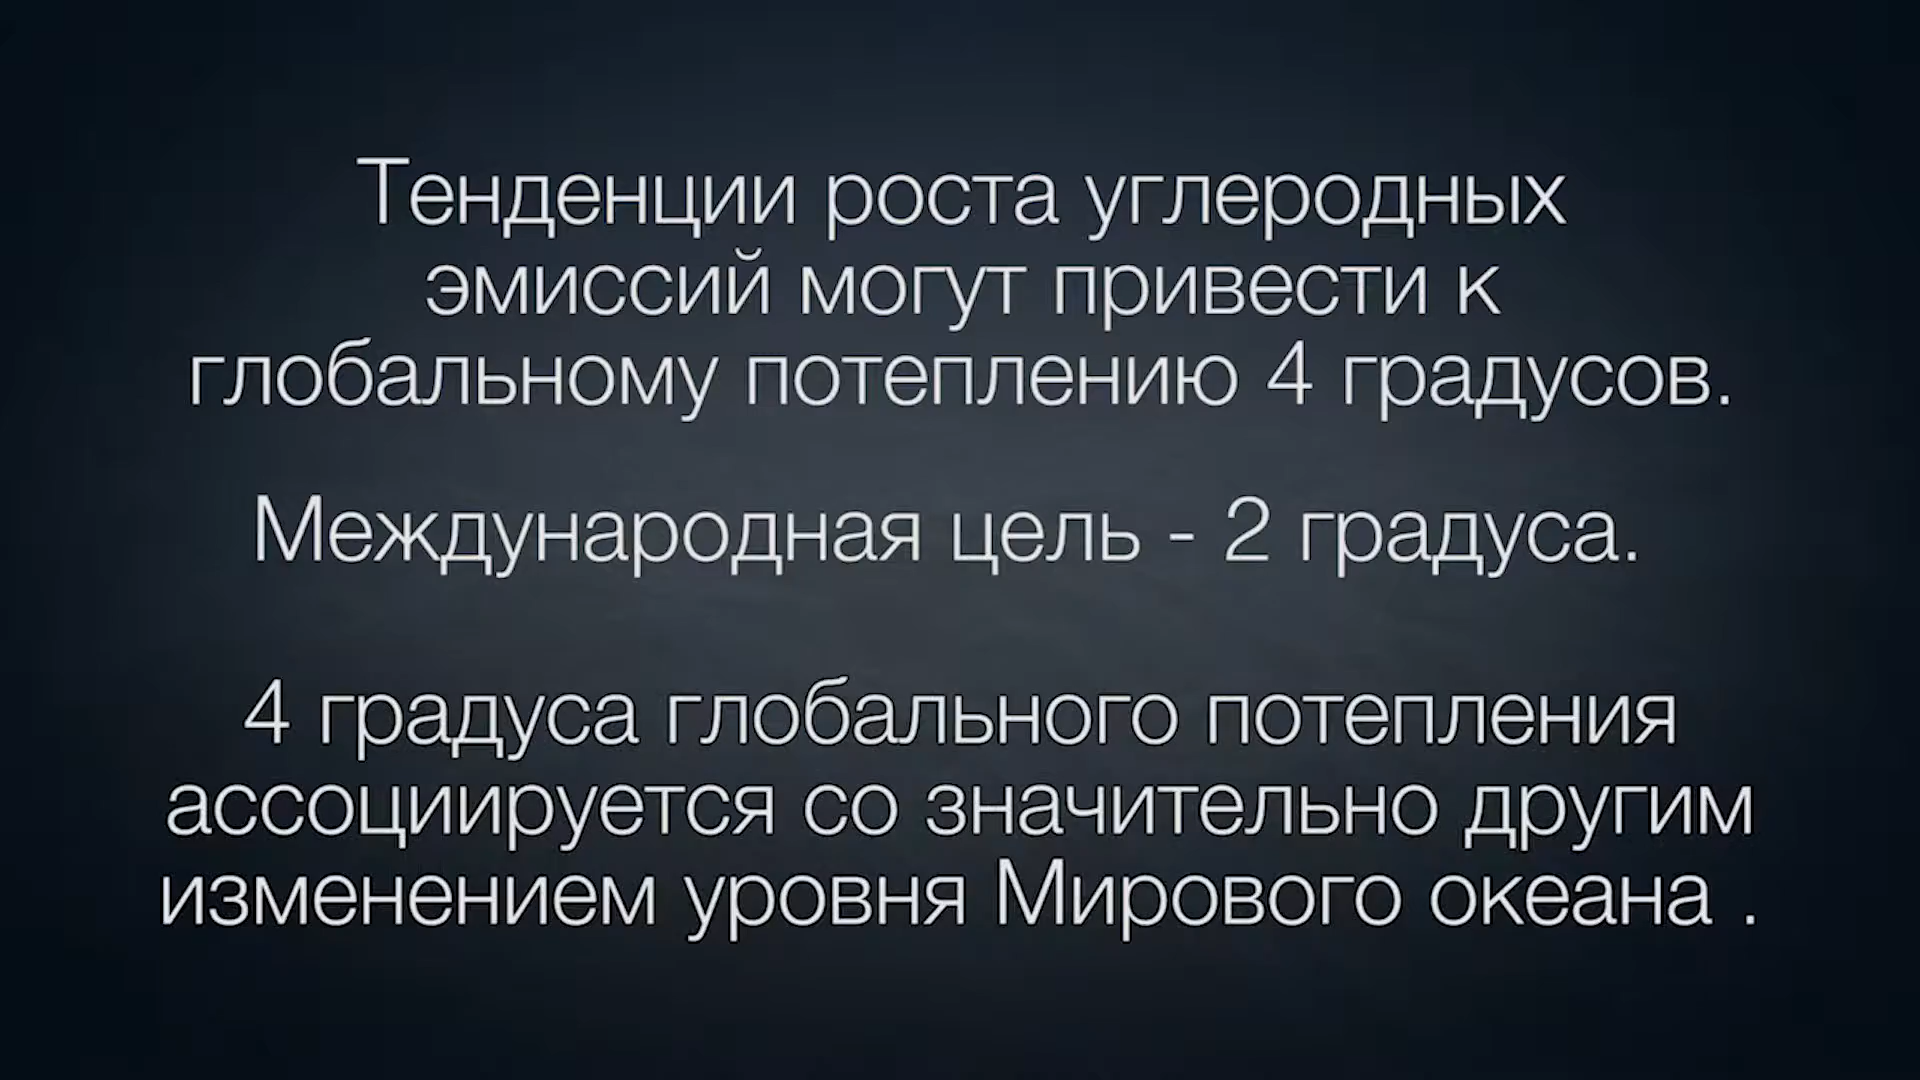 Тенденции роста углеродных
эмиссий могут привести к
глобальному потеплению 4 градусов.
Международная цель - 2 градуса.
4 градуса глобального потепления
ассоциируется со значительно другим
изменением уровня Мирового океана .